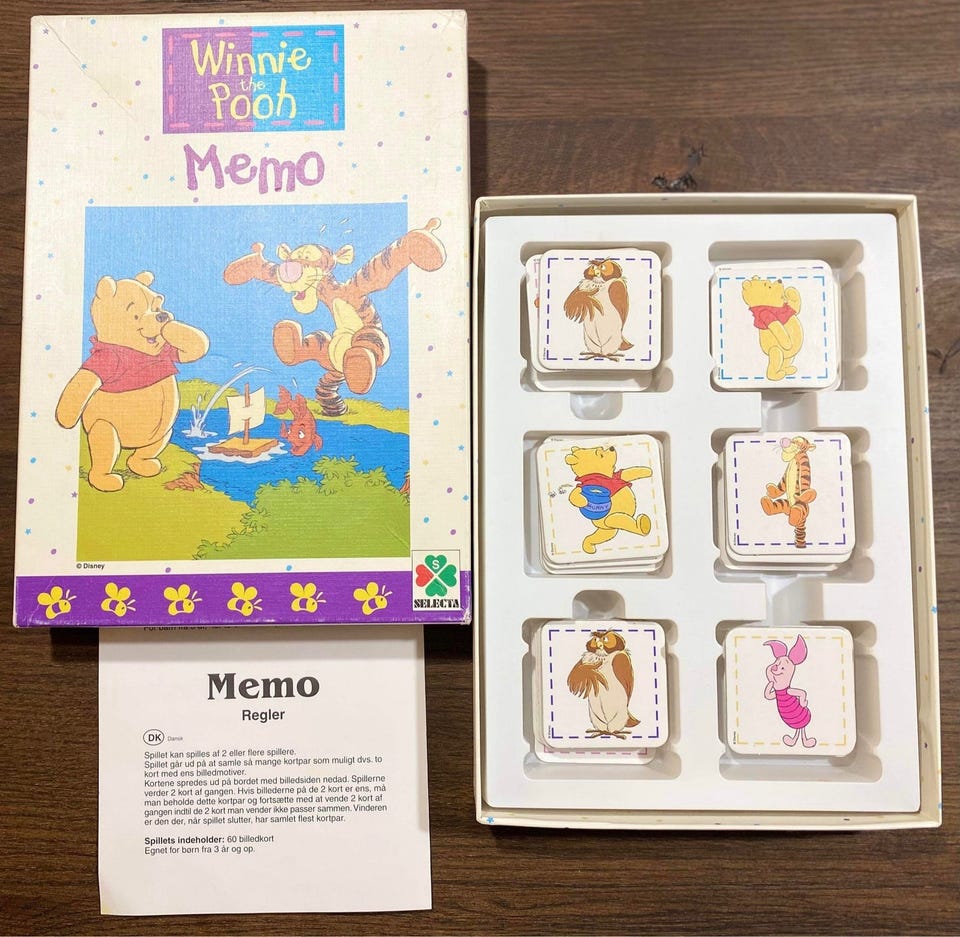 Winnie
the
Pooh
Memo
© Disney
S
SELECTA
HUNNY
Memo
Regler
DK Dansk
Spillet kan spilles af 2 eller flere spillere.
Spillet går ud på at samle så mange kortpar som muligt dvs. to
kort med ens billedmotiver.
Kortene spredes ud på bordet med billedsiden nedad. Spillerne
verder 2 kort af gangen. Hvis billederne på de 2 kort er ens, må
man beholde dette kortpar og fortsætte med at vende 2 kort af
gangen indtil de 2 kort man vender ikke passer sammen. Vinderen
er den der, når spillet slutter, har samlet flest kortpar.
Spillets indeholder: 60 billedkort
Egnet for børn fra 3 år og op.